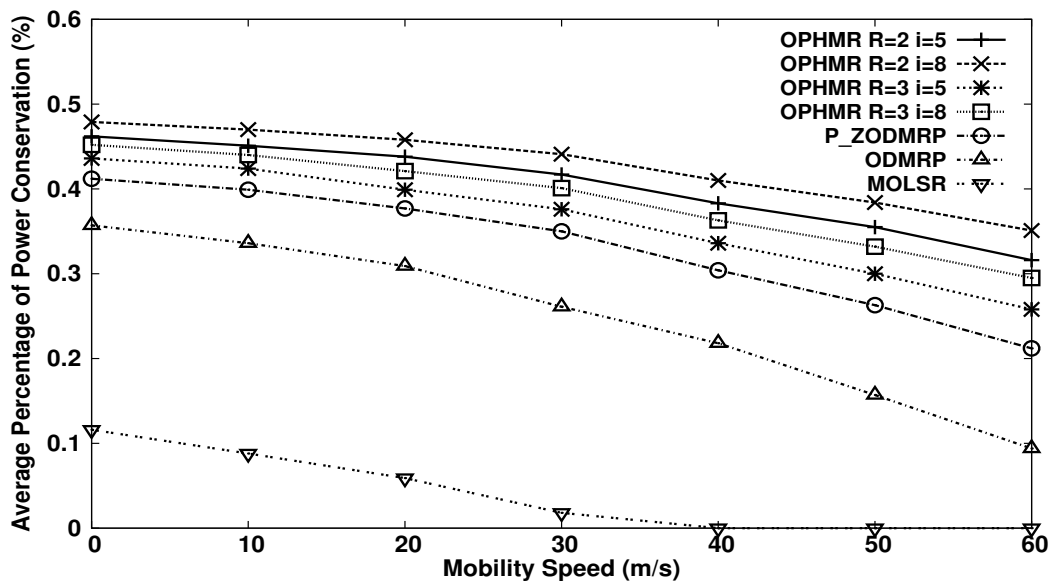 Average Percentage of Power Conservation (%)
0.6
0.5
0.4
0.3
0.2
0.1
0
OPHMR R=2 i=5
OPHMR R=2 i=8
OPHMR R=3 i=5
OPHMR R=3 i=8
P_ZODMRP
ODMRP
MOLSR
0 10 20 30 40 50 60
Mobility Speed (m/s)